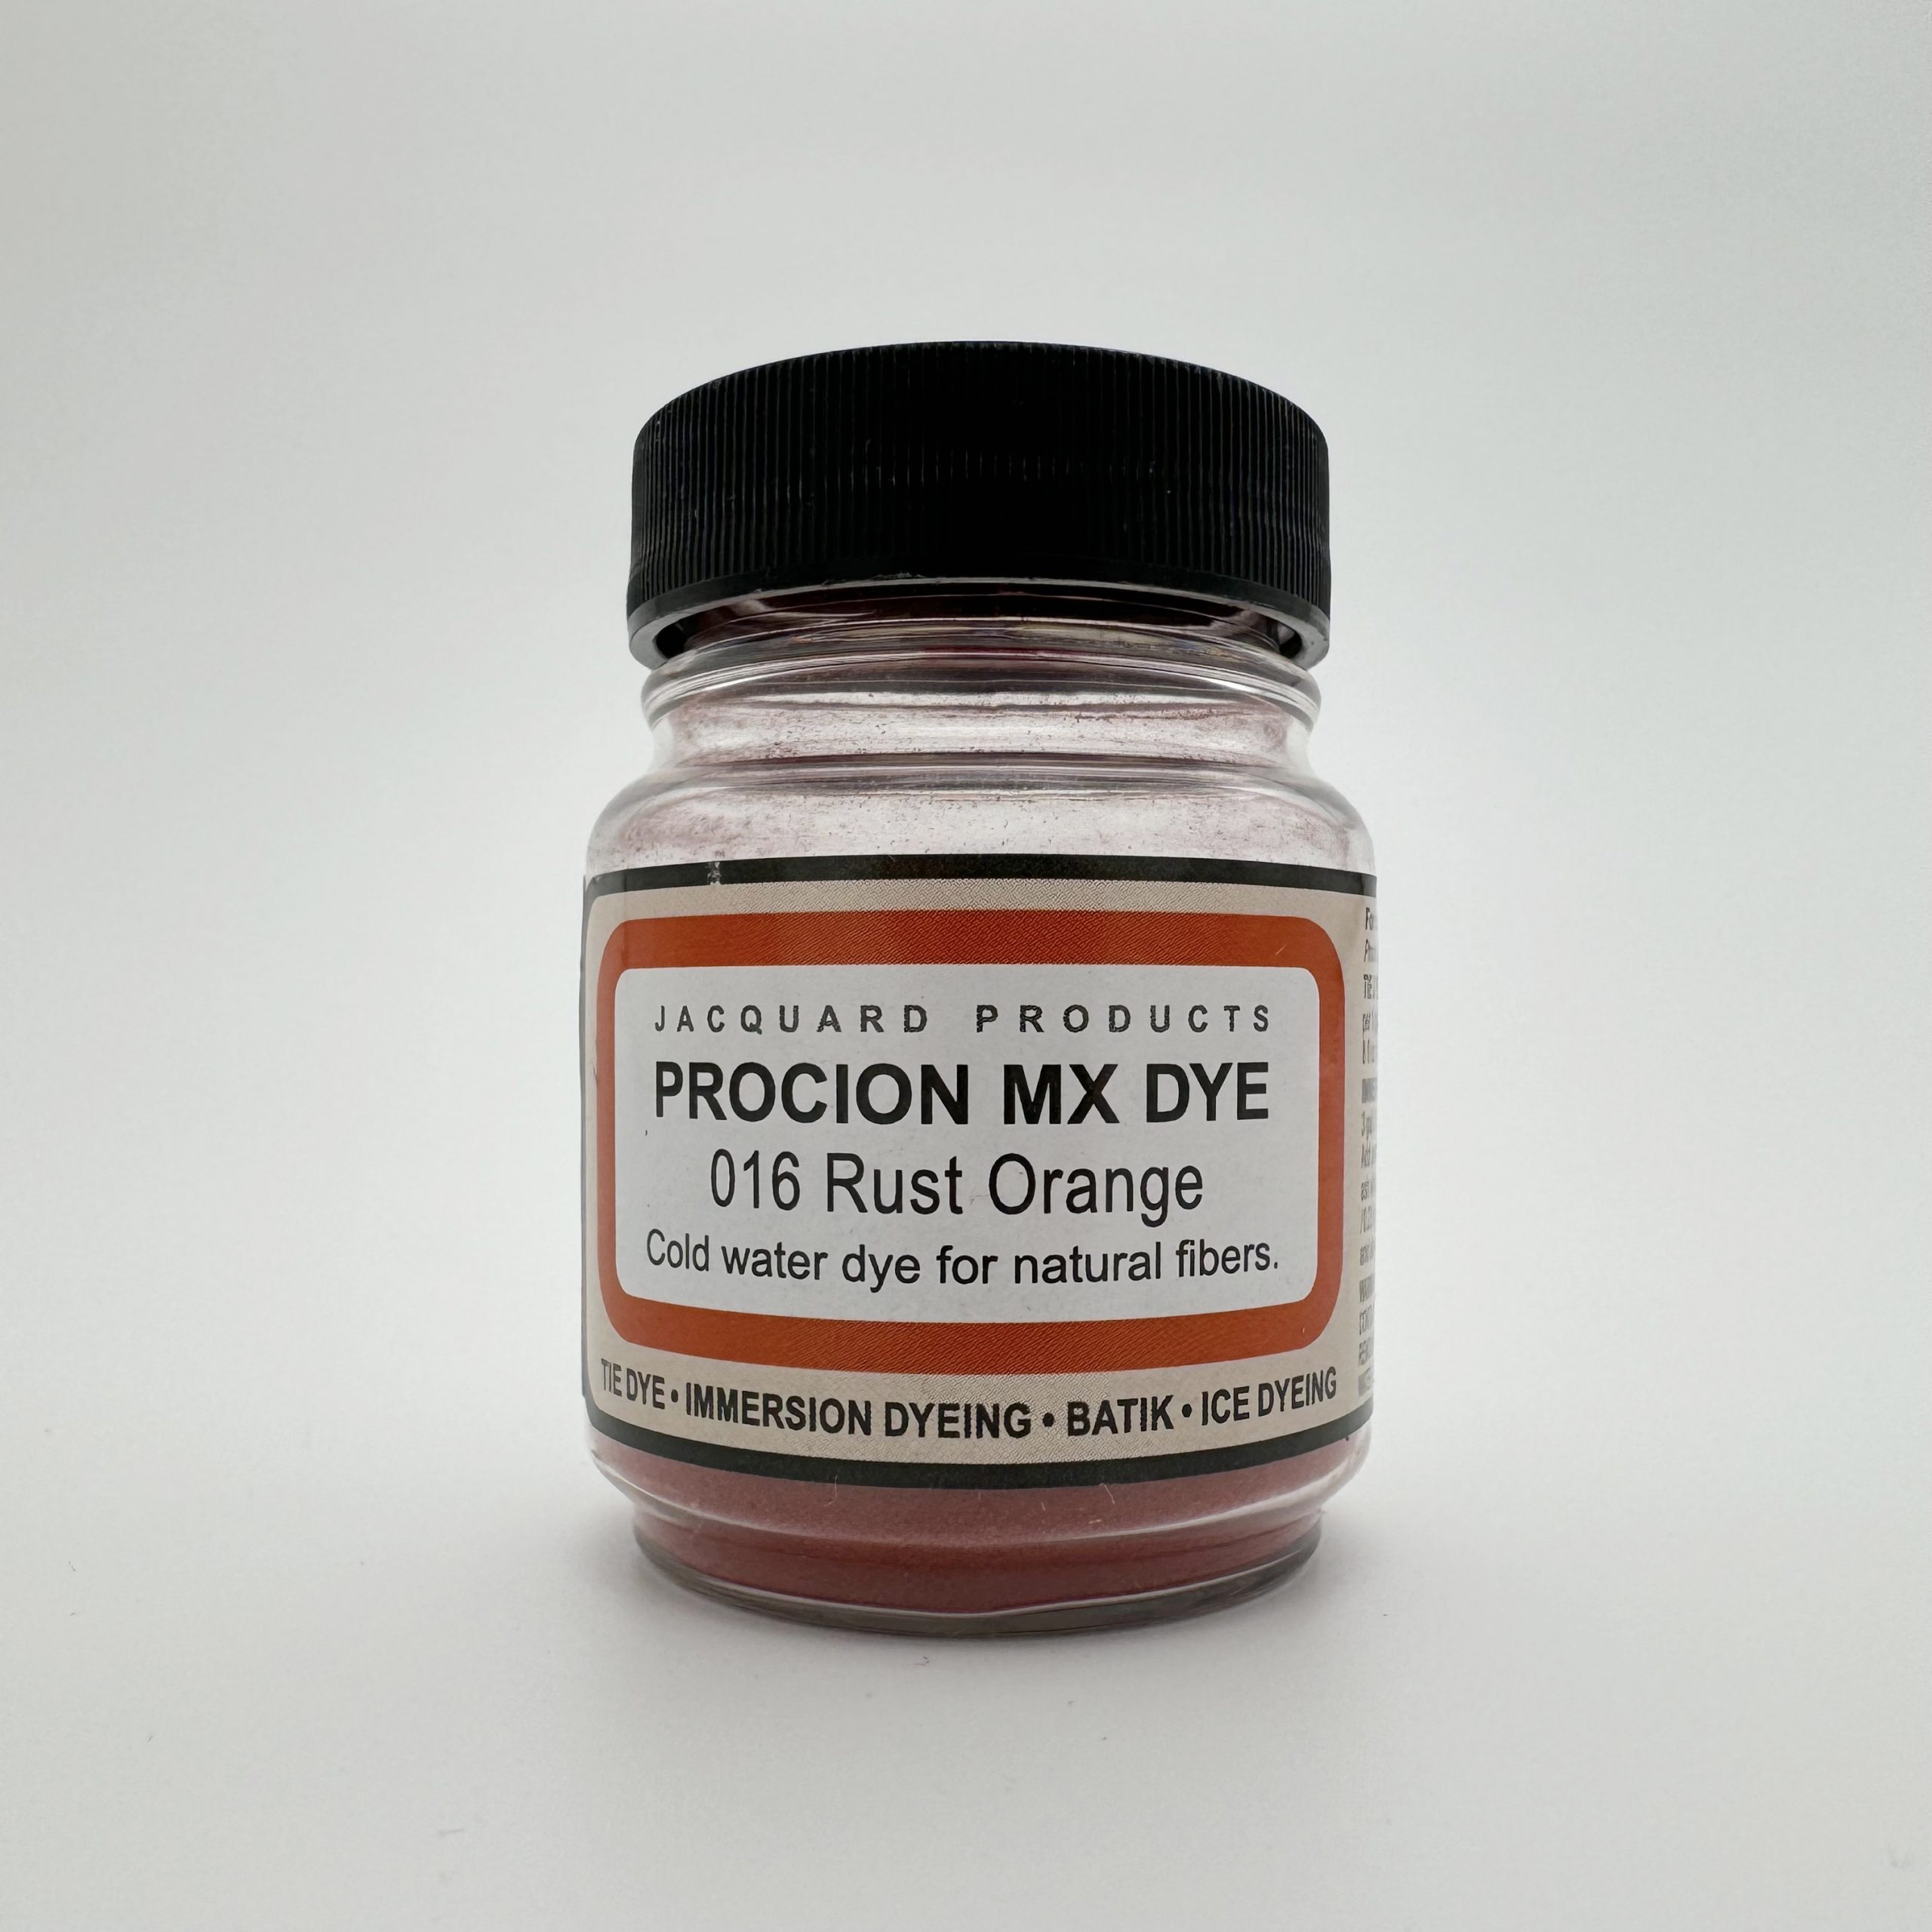 JACQUARD PRODUCTS
PROCION MX DYE
016 Rust Orange
Cold water dye for natural fibers.
TIE DYE • IMMERSION DYEING • BATIK • ICE DYEING